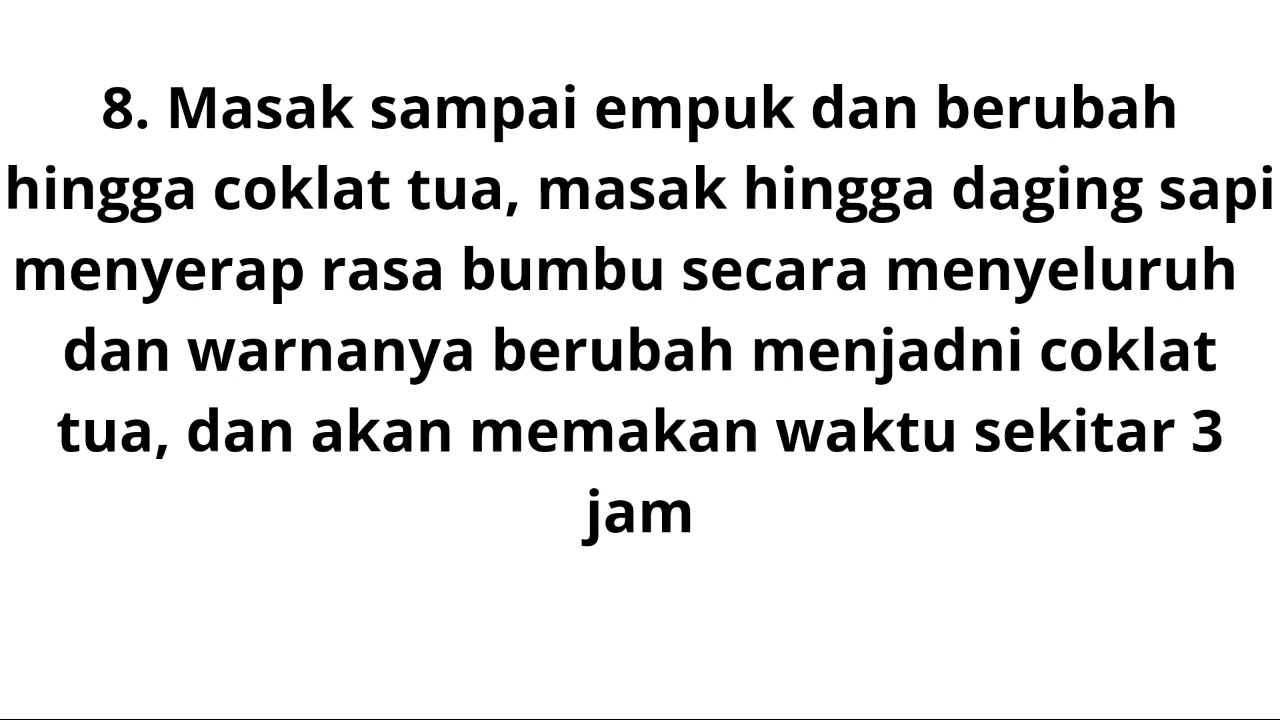 8. Masak sampai empuk dan berubah
hingga coklat tua, masak hingga daging sapi
menyerap rasa bumbu secara menyeluruh
dan warnanya berubah menjadni coklat
tua, dan akan memakan waktu sekitar 3
jam